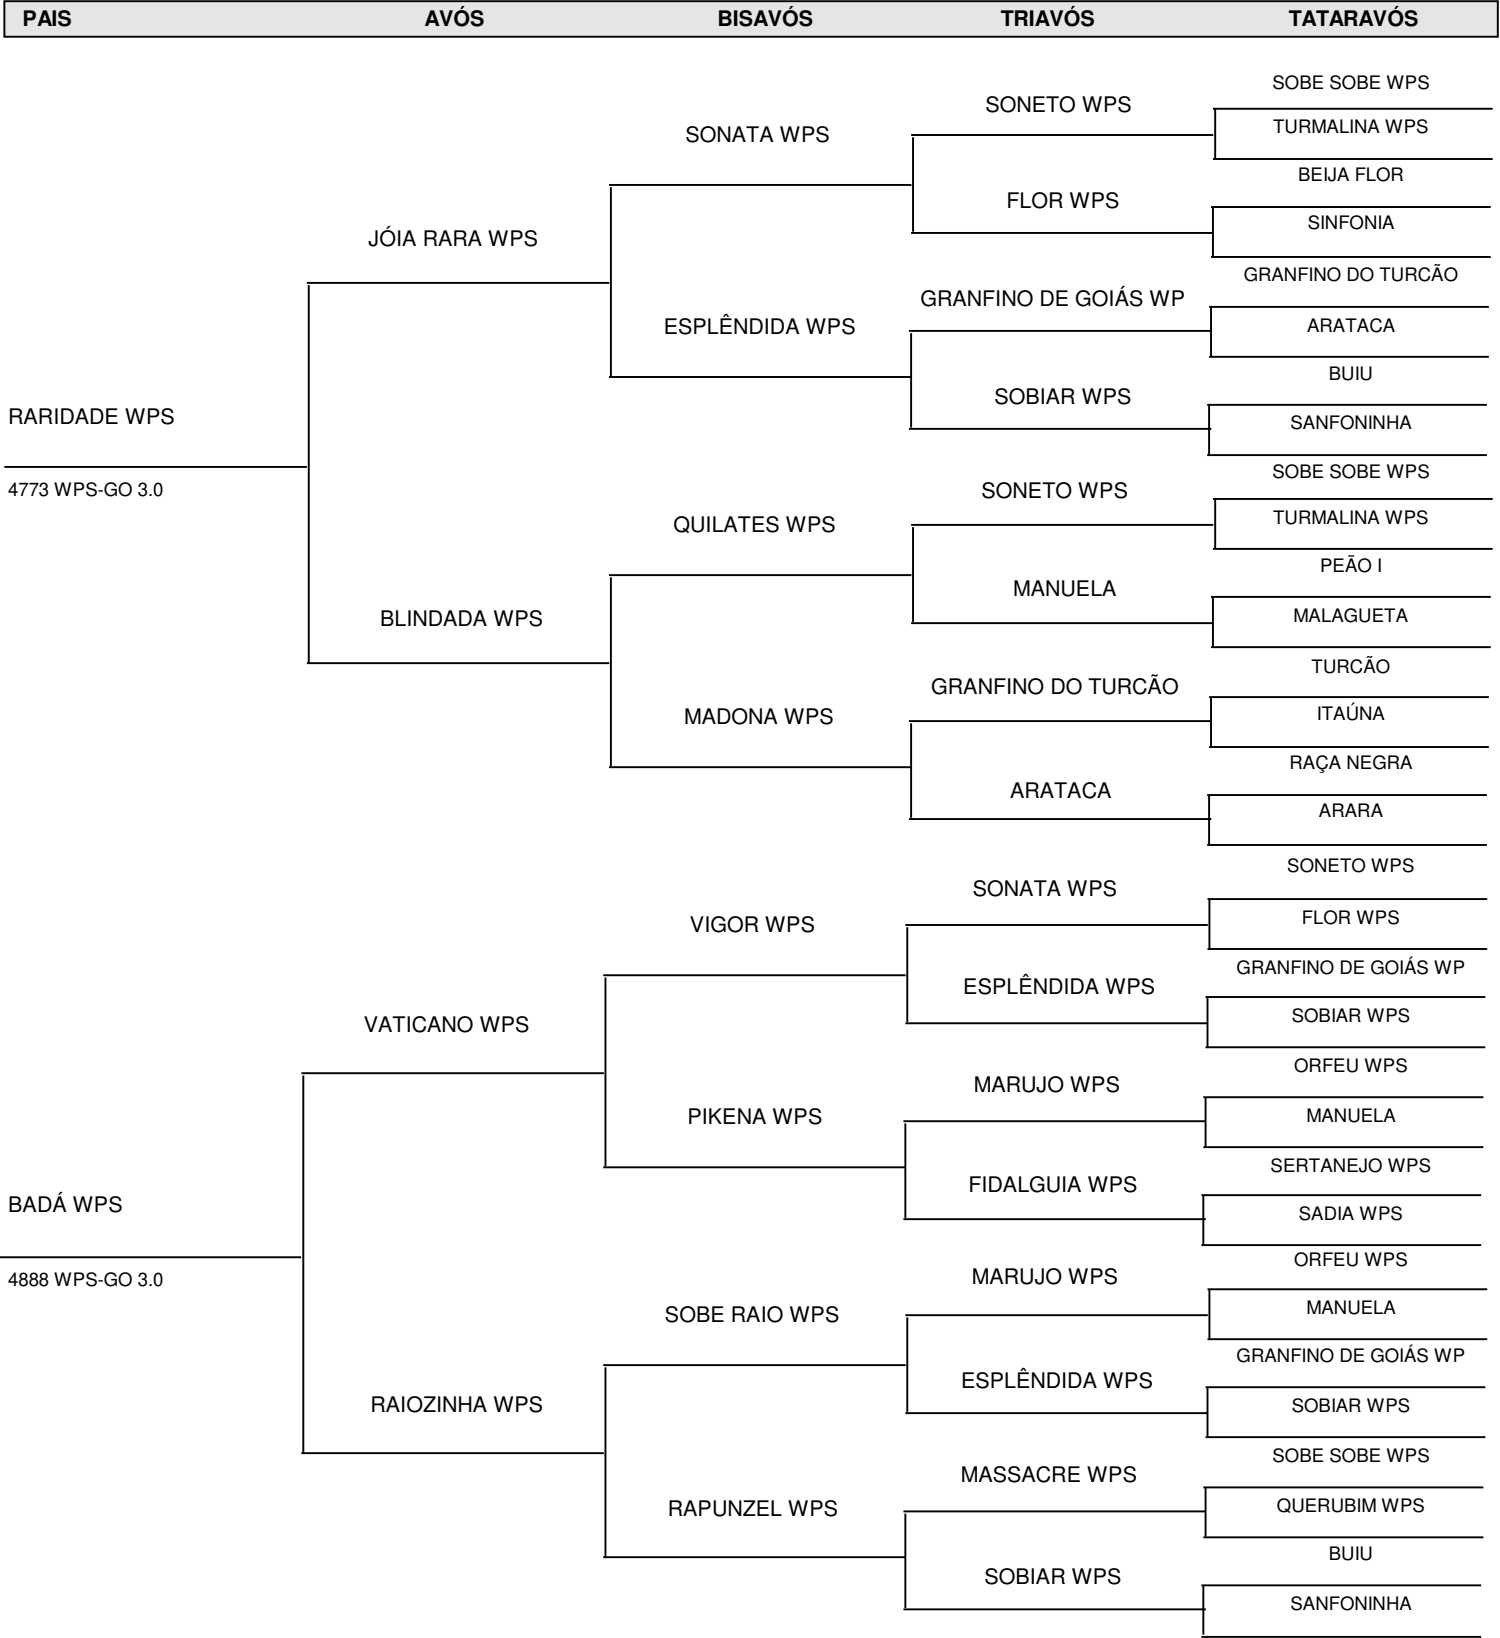 PAIS AVÓS BISAVÓS TRIAVÓS TATARAVÓS
SOBE SOBE WPS
SONETO WPS
TURMALINA WPS
SONATA WPS
BEIJA FLOR
FLOR WPS
SINFONIA
JÓIA RARA WPS
GRANFINO DO TURCÃO
GRANFINO DE GOIÁS WP
ARATACA
ESPLÊNDIDA WPS
BUIU
SOBIAR WPS
SANFONINHA
RARIDADE WPS
4773 WPS-GO 3.0
SOBE SOBE WPS
SONETO WPS
TURMALINA WPS
QUILATES WPS
PEÃO I
MANUELA
MALAGUETA
BLINDADA WPS
TURCÃO
GRANFINO DO TURCÃO
ITAÚNA
MADONA WPS
RAÇA NEGRA
ARATACA
ARARA
SONETO WPS
SONATA WPS
FLOR WPS
VIGOR WPS
GRANFINO DE GOIÁS WP
ESPLÊNDIDA WPS
SOBIAR WPS
VATICANO WPS
ORFEU WPS
MARUJO WPS
MANUELA
PIKENA WPS
SERTANEJO WPS
FIDALGUIA WPS
SADIA WPS
BADÁ WPS
4888 WPS-GO 3.0
ORFEU WPS
MARUJO WPS
MANUELA
SOBE RAIO WPS
GRANFINO DE GOIÁS WP
ESPLÊNDIDA WPS
SOBIAR WPS
RAIOZINHA WPS
SOBE SOBE WPS
MASSACRE WPS
QUERUBIM WPS
RAPUNZEL WPS
BUIU
SOBIAR WPS
SANFONINHA